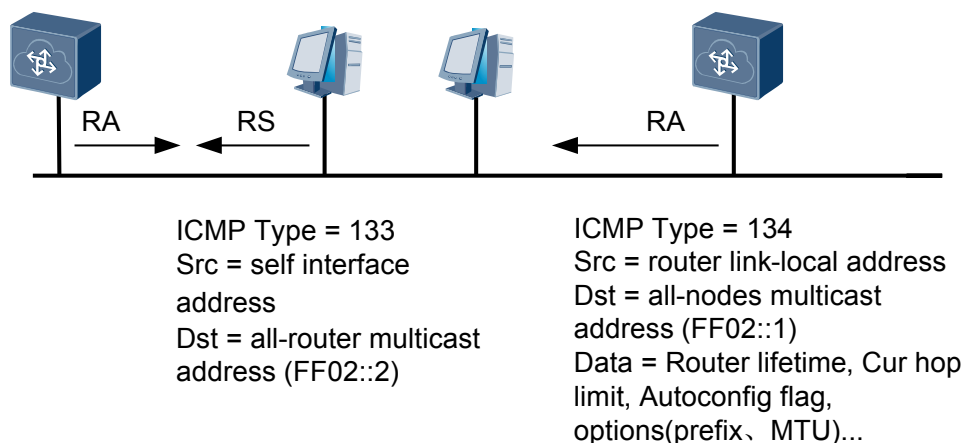 RA
RS
RA
ICMP Type = 133
Src = self interface
address
Dst = all-router multicast
address (FF02::2)
ICMP Type = 134
Src = router link-local address
Dst = all-nodes multicast
address (FF02::1)
Data = Router lifetime, Cur hop
limit, Autoconfig flag,
options(prefix、MTU)...